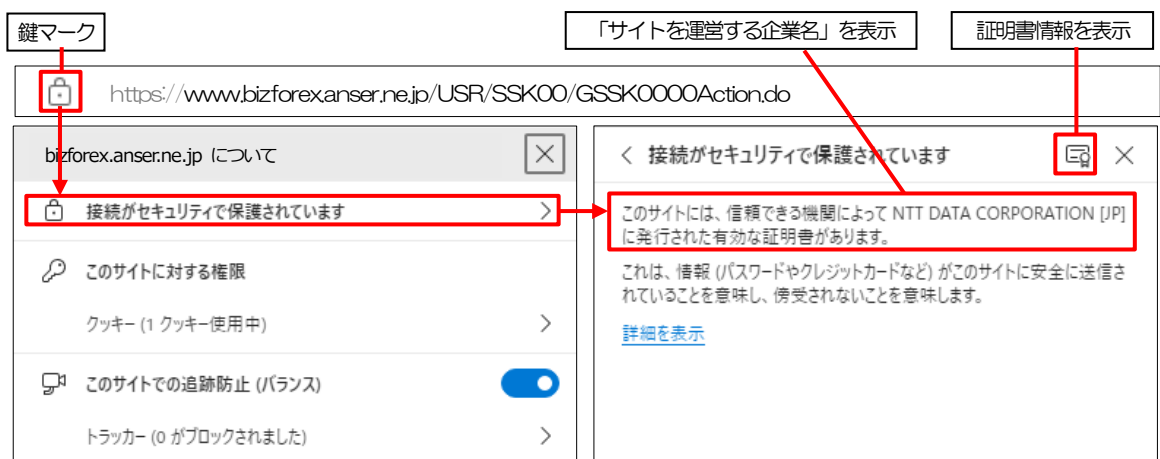 鍵マーク
「サイトを運営する企業名」を表示
証明書情報を表示
https://www.bizforex.anser.ne.jp/USR/SSK00/GSSK0000Action.do
bizforex.anser.ne.jp について
接続がセキュリティで保護されています
このサイトに対する権限
クッキー (1 クッキー使用中)
このサイトでの追跡防止 (バランス)
トラッカー (0 がブロックされました)
接続がセキュリティで保護されています
このサイトには、信頼できる機関によって NTT DATA CORPORATION [JP]
に発行された有効な証明書があります。
これは、情報 (パスワードやクレジットカードなど) がこのサイトに安全に送信さ
れていることを意味し、傍受されないことを意味します。
詳細を表示